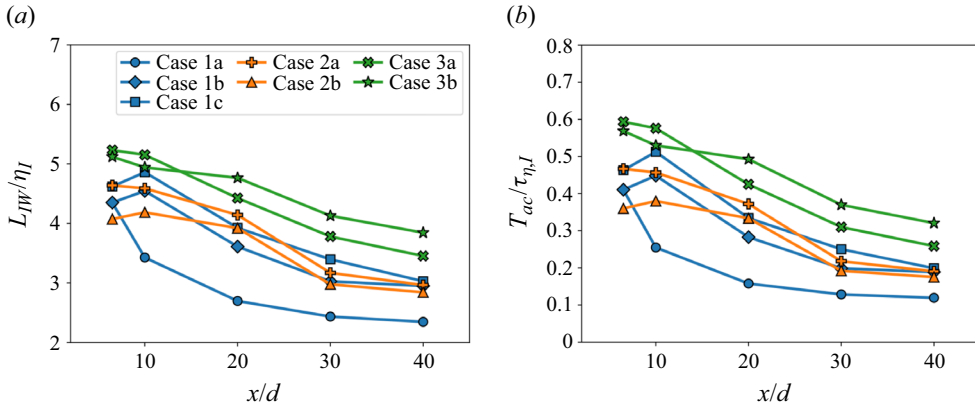 (a)
7
6
5
4
3
2
L_IW/η_I
10 20 30 40
x/d
Case 1a Case 2a Case 3a
Case 1b Case 2b Case 3b
Case 1c
(b)
0.8
0.7
0.6
0.5
0.4
0.3
0.2
0.1
0
T_ac/τ_η,I
10 20 30 40
x/d